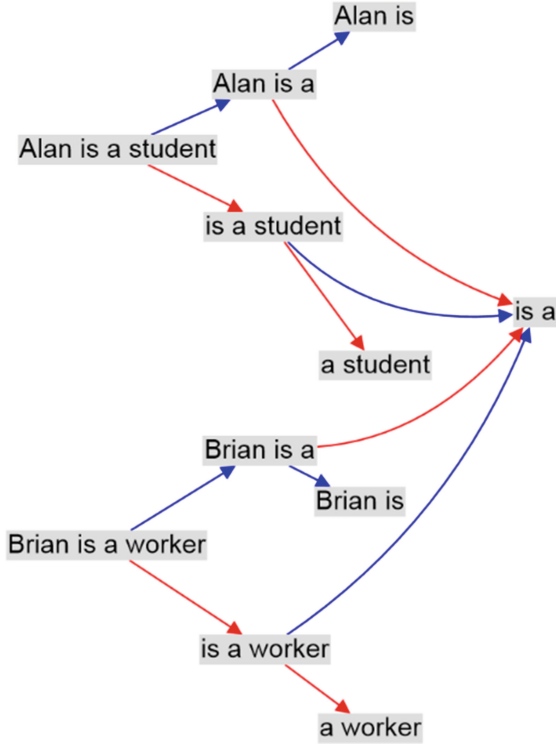 Alan is
Alan is a
Alan is a student
is a student
is a
a student
Brian is a
Brian is
Brian is a worker
is a worker
a worker